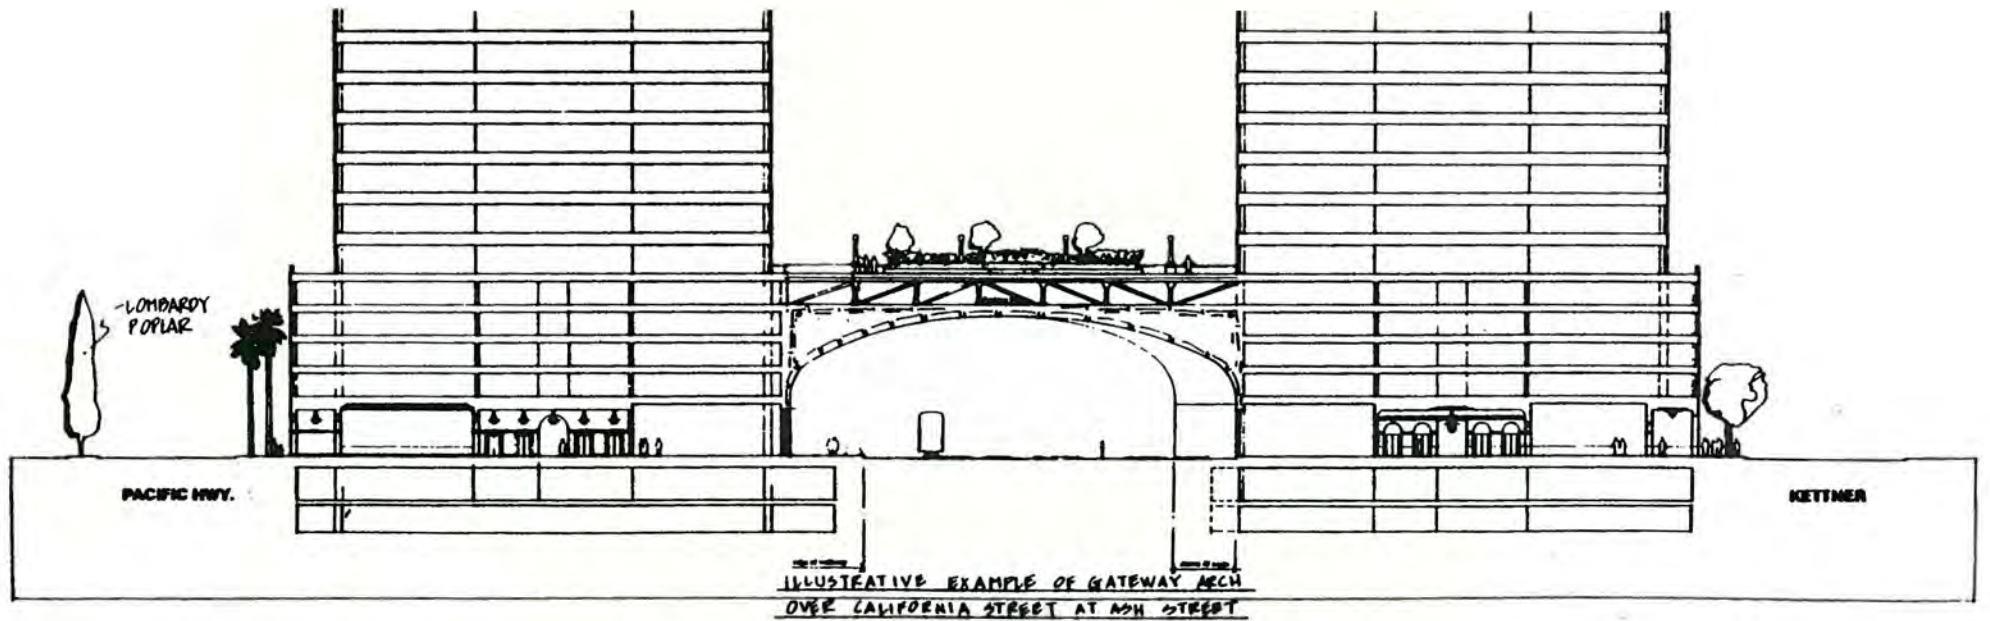 -LOMBARDY
POPLAR
PACIFIC HWY.
KETTNER
ILLUSTRATIVE EXAMPLE OF GATEWAY ARCH
OVER CALIFORNIA STREET AT ASH STREET